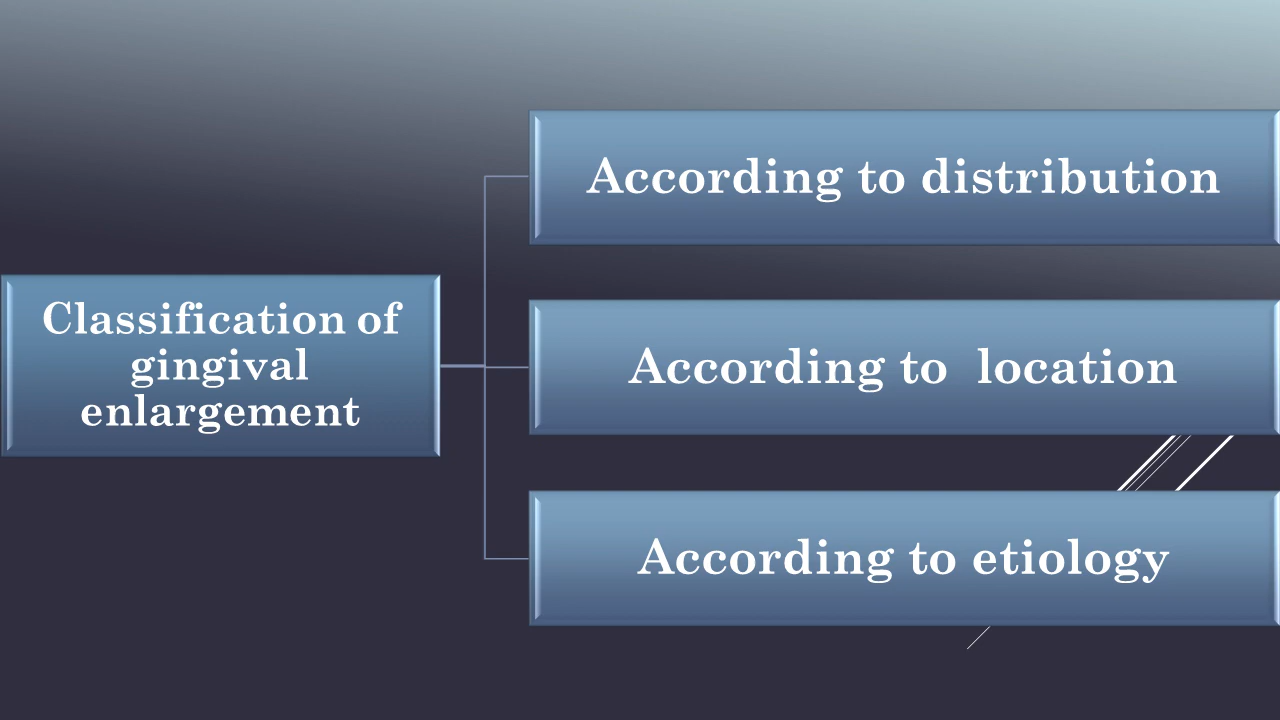 According to distribution
Classification of
gingival
enlargement
According to  location
According to etiology